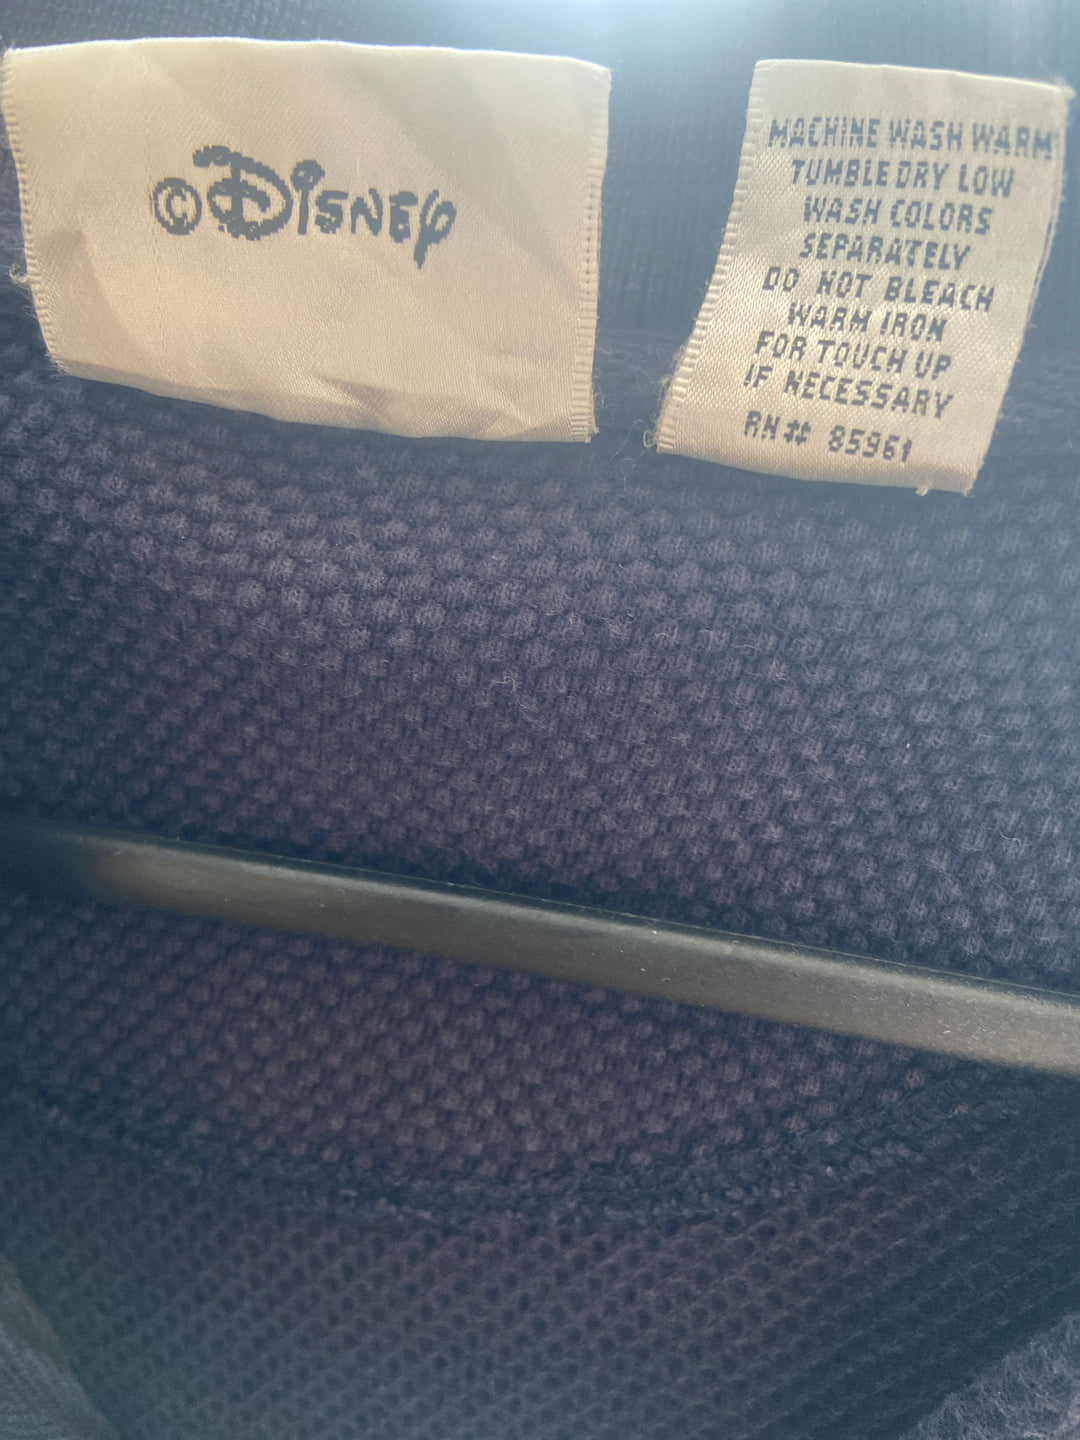 ©Disney
MACHINE WASH WARM
TUMBLE DRY LOW
WASH COLORS
SEPARATELY
DO NOT BLEACH
WARM IRON
FOR TOUCH UP
IF NECESSARY
RN# 85961